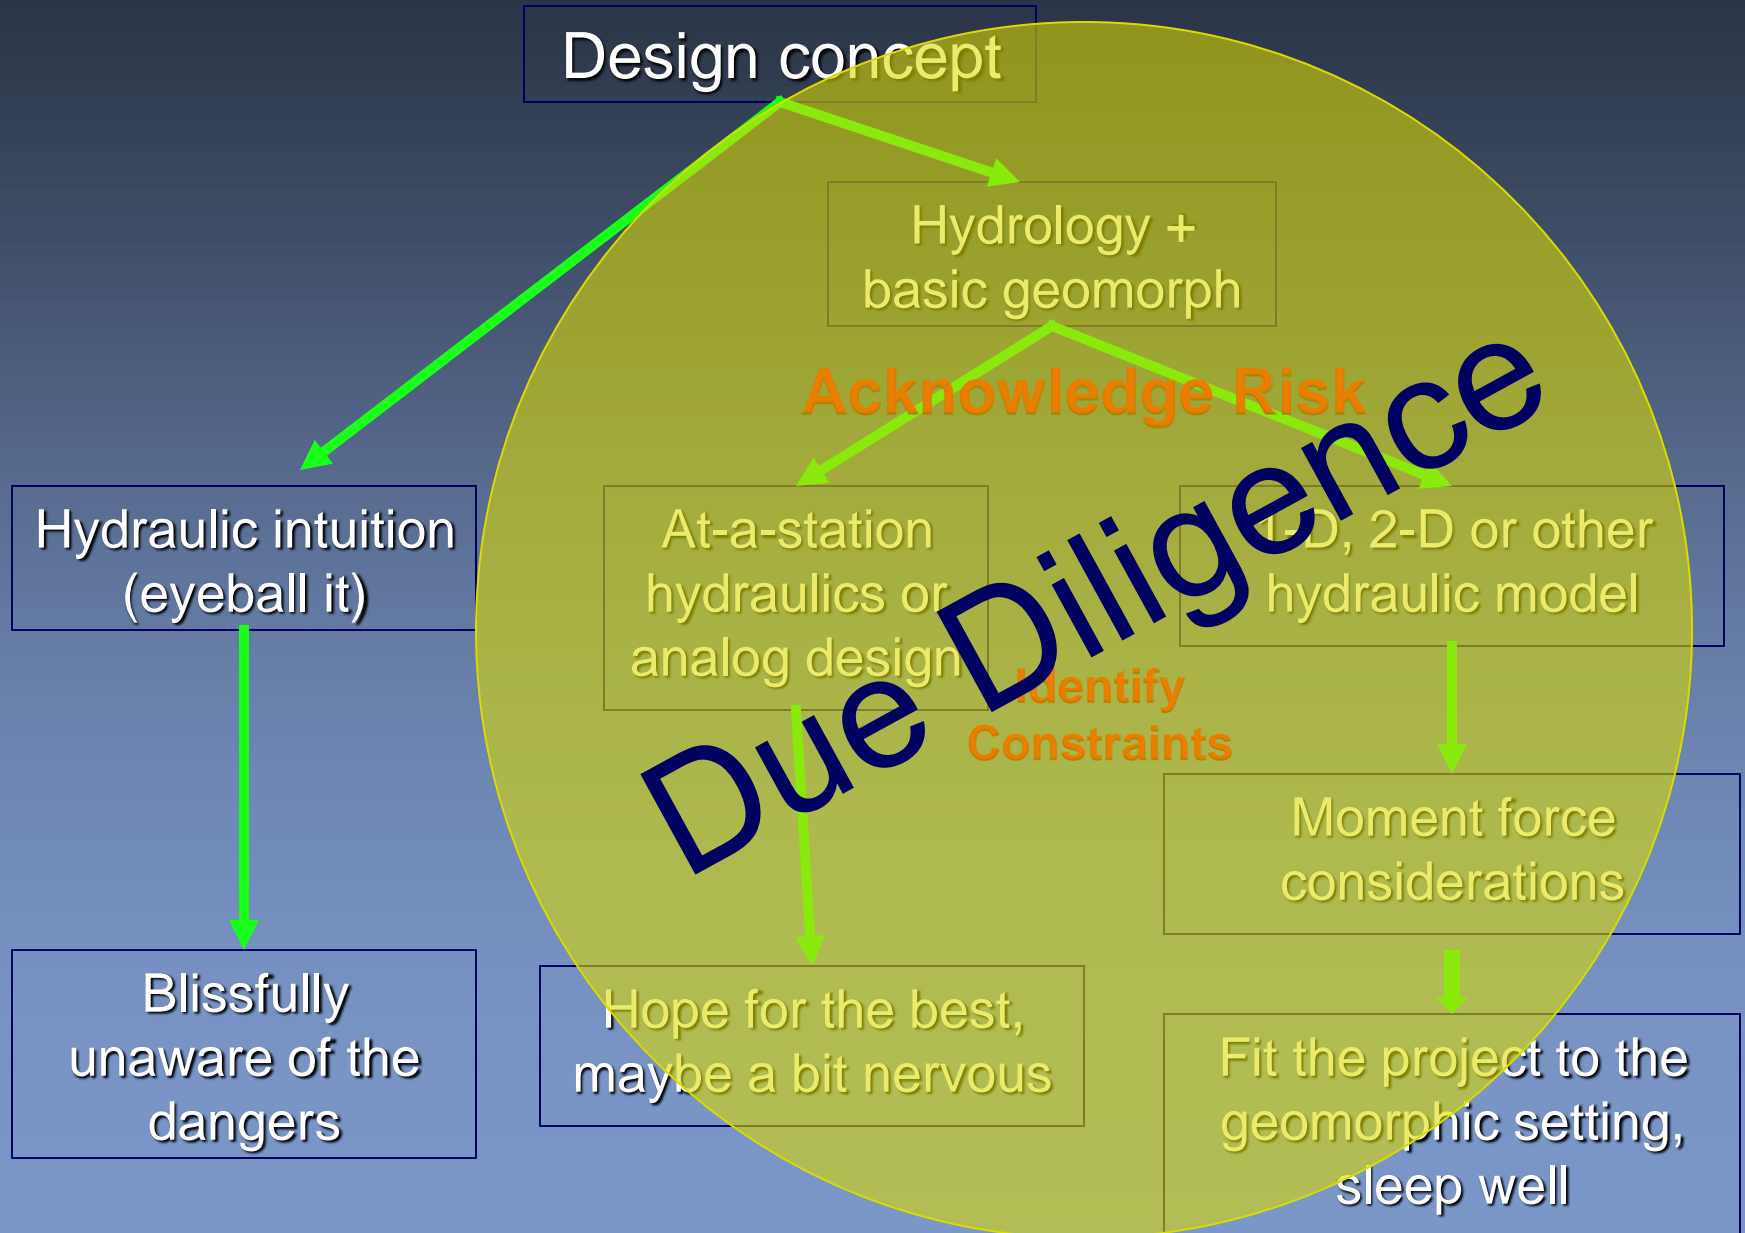 Design concept
Hydrology +
basic geomorph
Acknowledge Risk
Hydraulic intuition
(eyeball it)
At-a-station
hydraulics or
analog design
1-D, 2-D or other
hydraulic model
Due Diligence
Identify
Constraints
Moment force
considerations
Blissfully
unaware of the
dangers
Hope for the best,
maybe a bit nervous
Fit the project to the
geomorphic setting,
sleep well